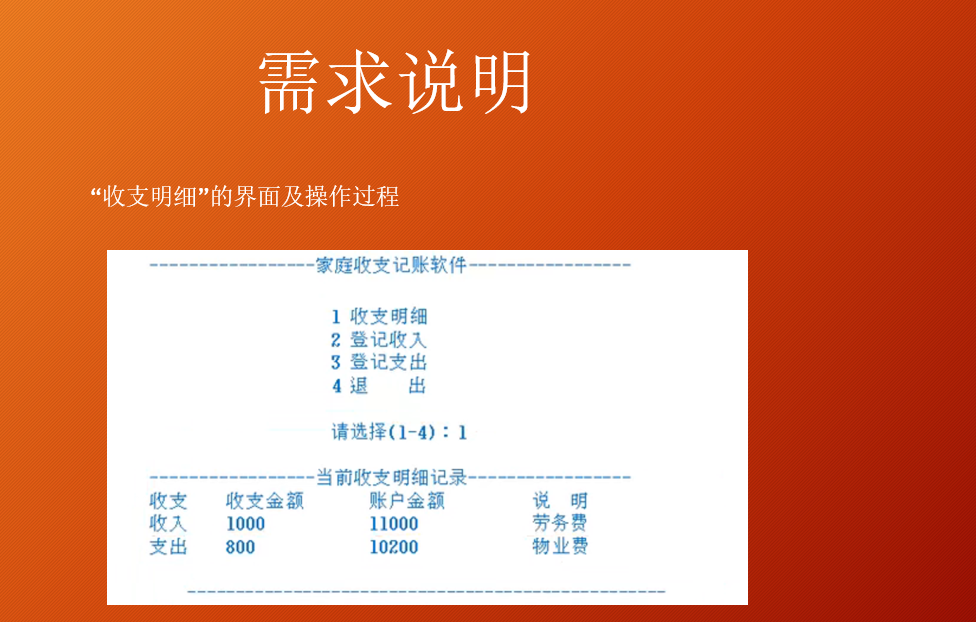 需求说明
“收支明细”的界面及操作过程
-----------------家庭收支记账软件-----------------
1 收支明细
2 登记收入
3 登记支出
4 退 出
请选择(1-4)：1
-----------------当前收支明细记录-----------------
收支 收支金额 账户金额 说 明
收入 1000 11000 劳务费
支出 800 10200 物业费
-------------------------------------------------